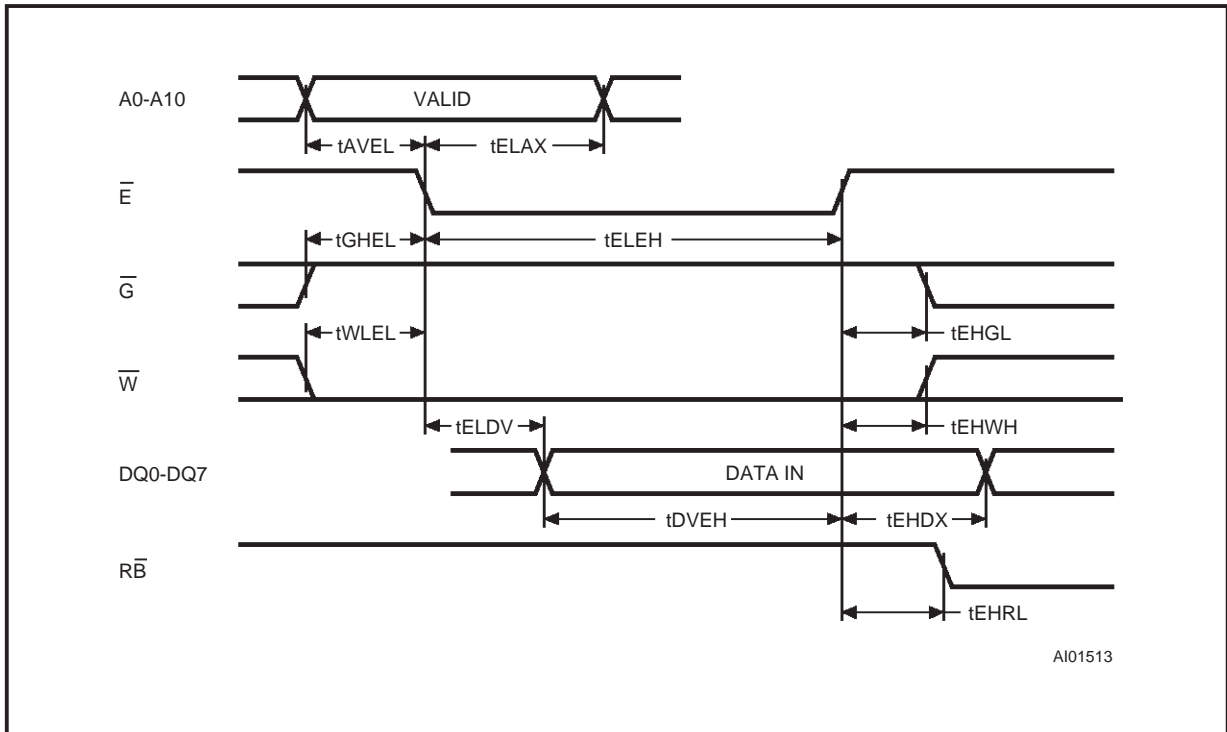 A0-A10
VALID
tAVEL
tELAX
E̅
tGHEL
tELEH
G̅
tWLEL
tEHGL
W̅
tELDV
tEHWH
DQ0-DQ7
DATA IN
tDVEH
tEHDX
RB̅
tEHRL
AI01513